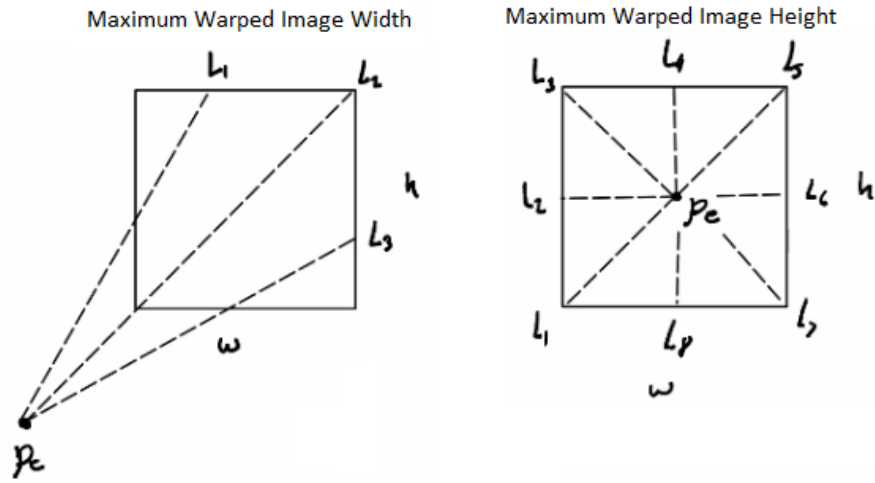 Maximum Warped Image Width
L1
L2
h
L3
w
Pe
Maximum Warped Image Height
L3
L4
L5
L2
Pe
L6
h
L1
L8
L7
w